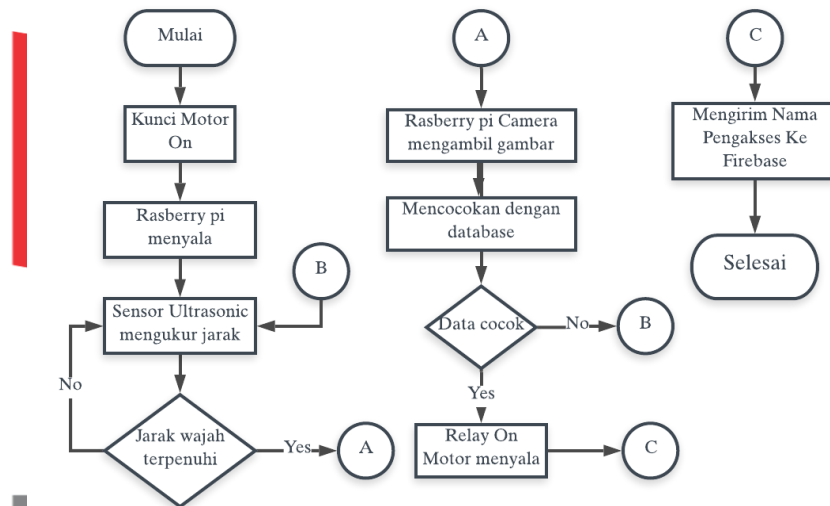 Mulai
Kunci Motor
On
Rasberry pi
menyala
B
Sensor Ultrasonic
mengukur jarak
No
Jarak wajah
terpenuhi
Yes
A
A
Rasberry pi Camera
mengambil gambar
Mencocokan dengan
database
Data cocok
No
B
Yes
Relay On
Motor menyala
C
C
Mengirim Nama
Pengakses Ke
Firebase
Selesai